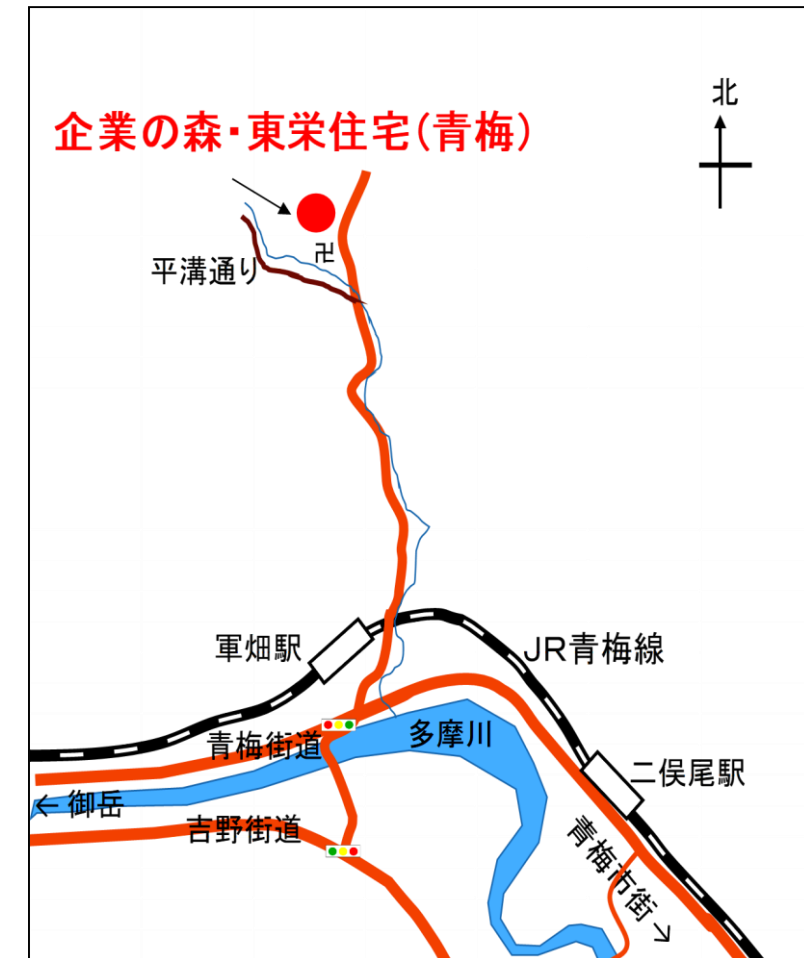 北
企業の森・東栄住宅(青梅)
卍
平溝通り
軍畑駅
JR青梅線
青梅街道
多摩川
二俣尾駅
← 御岳
吉野街道
青梅市街→